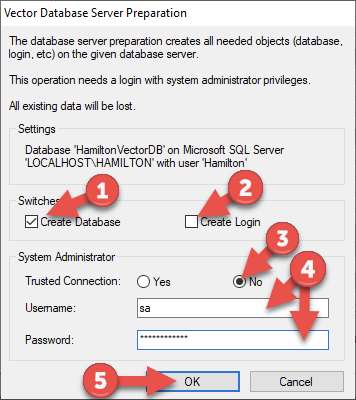 Vector Database Server Preparation
The database server preparation creates all needed objects (database,
login, etc) on the given database server.
This operation needs a login with system administrator privileges.
All existing data will be lost.
Settings
Database 'HamiltonVectorDB' on Microsoft SQL Server
'LOCALHOST\HAMILTON' with user 'Hamilton'
1
2
Switches
Create Database
Create Login
3
System Administrator
4
Trusted Connection:
Yes
No
Username:
sa
Password:
************
5
OK
Cancel